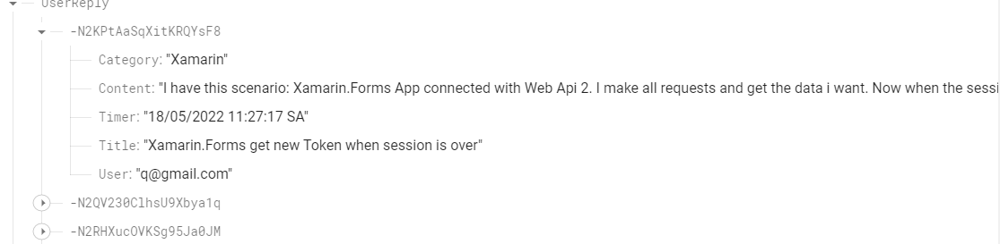 UserReply
-N2KPtAaSqXitKRQYsF8
Category: "Xamarin"
Content: "I have this scenario: Xamarin.Forms App connected with Web Api 2. I make all requests and get the data i want. Now when the sessi
Timer: "18/05/2022 11:27:17 SA"
Title: "Xamarin.Forms get new Token when session is over"
User: "q@gmail.com"
-N2QV230ClhsU9Xbya1q
-N2RHXucOVKSg95Ja0JM